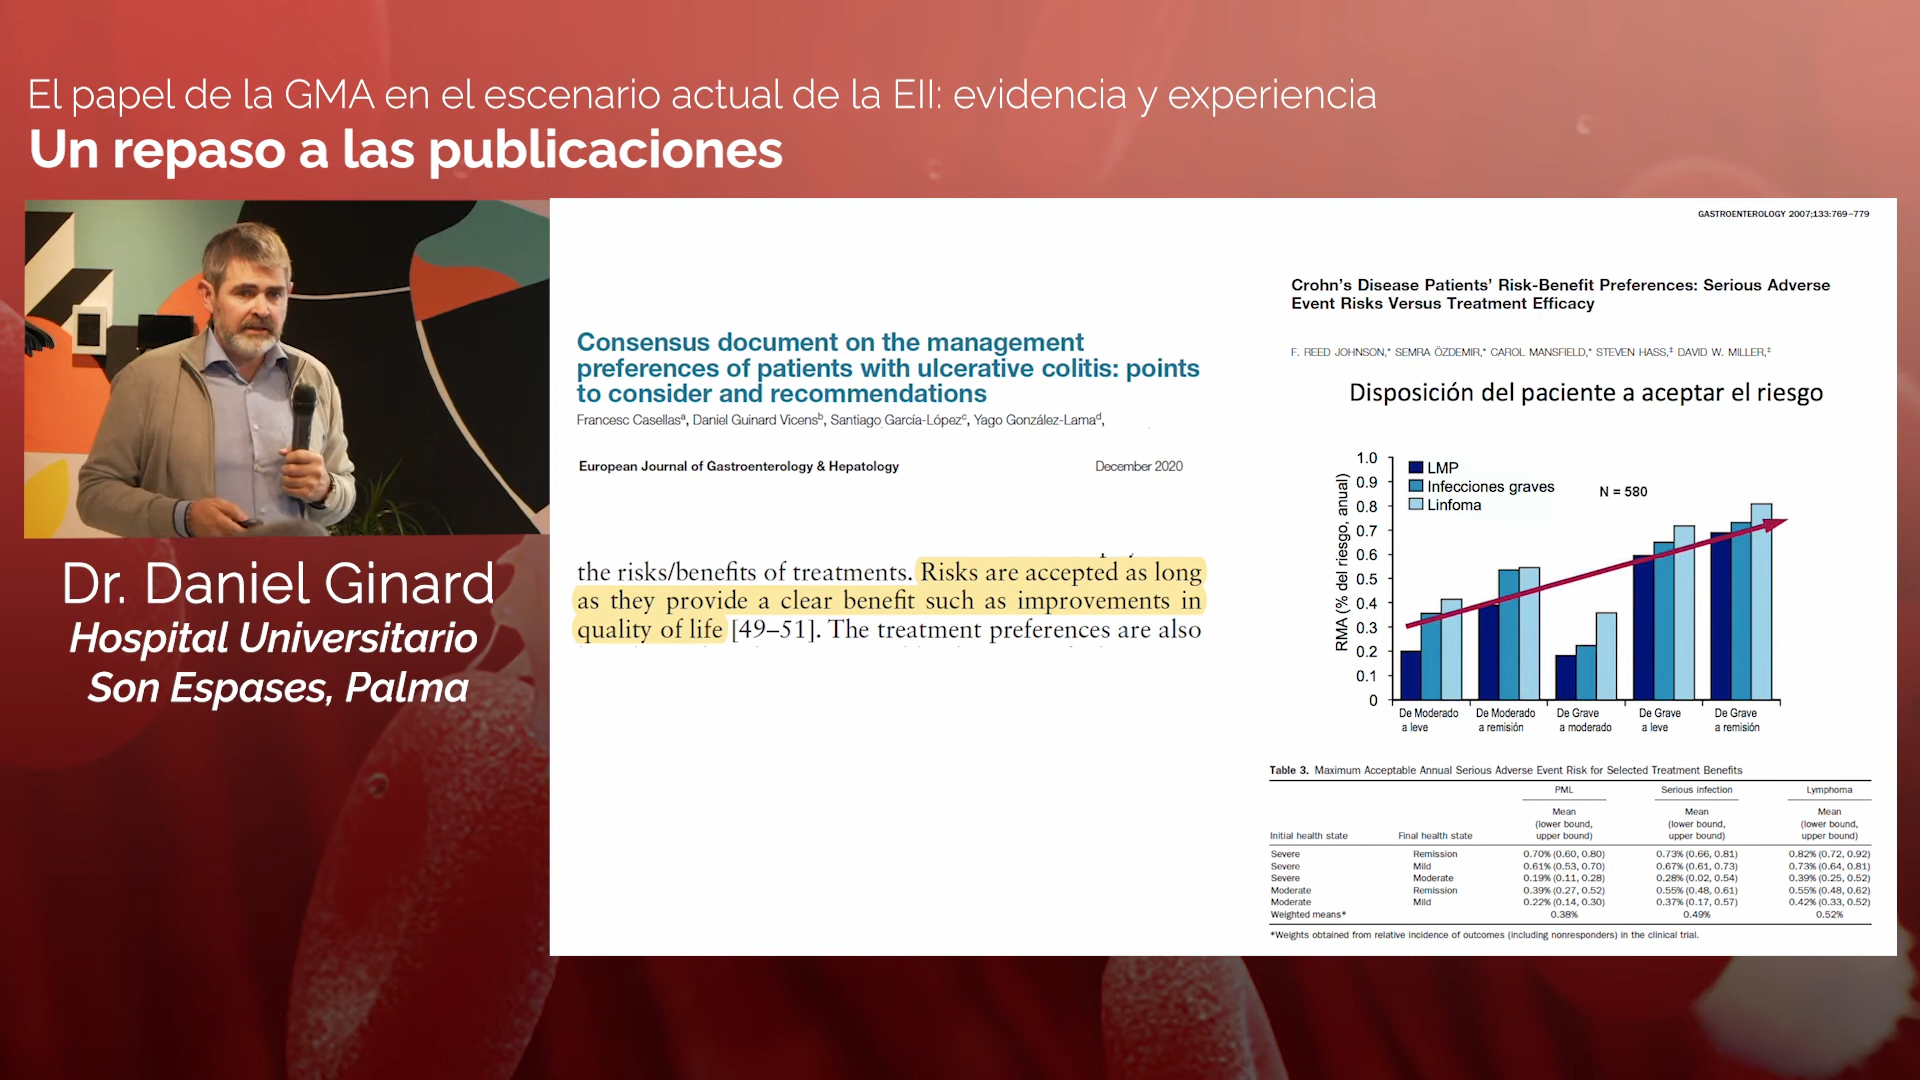 El papel de la GMA en el escenario actual de la EII: evidencia y experiencia
Un repaso a las publicaciones
Dr. Daniel Ginard
Hospital Universitario
Son Espases, Palma
Consensus document on the management
preferences of patients with ulcerative colitis: points
to consider and recommendations
Francesc Casellasª, Daniel Guinard Vicensᵇ, Santiago García-Lópezᶜ, Yago González-Lamaᵈ,
European Journal of Gastroenterology & Hepatology December 2020
the risks/benefits of treatments. Risks are accepted as long
as they provide a clear benefit such as improvements in
quality of life [49–51]. The treatment preferences are also
GASTROENTEROLOGY 2007;133:769–779
Crohn's Disease Patients' Risk-Benefit Preferences: Serious Adverse
Event Risks Versus Treatment Efficacy
F. REED JOHNSON,* SEMRA ÖZDEMIR,* CAROL MANSFIELD,* STEVEN HASS,‡ DAVID W. MILLER,‡
Disposición del paciente a aceptar el riesgo
RMA (% del riesgo, anual)
1.0
0.9
0.8
0.7
0.6
0.5
0.4
0.3
0.2
0.1
0
LMP
Infecciones graves
Linfoma
N = 580
De Moderado
a leve
De Moderado
a remisión
De Grave
a moderado
De Grave
a leve
De Grave
a remisión
Table 3. Maximum Acceptable Annual Serious Adverse Event Risk for Selected Treatment Benefits
PML Serious infection Lymphoma
Mean Mean Mean
(lower bound, (lower bound, (lower bound,
Initial health state Final health state upper bound) upper bound) upper bound)
Severe Remission 0.70% (0.60, 0.80) 0.73% (0.66, 0.81) 0.82% (0.72, 0.92)
Severe Mild 0.61% (0.53, 0.70) 0.67% (0.61, 0.73) 0.73% (0.64, 0.81)
Severe Moderate 0.19% (0.11, 0.28) 0.28% (0.02, 0.54) 0.39% (0.25, 0.52)
Moderate Remission 0.39% (0.27, 0.52) 0.55% (0.48, 0.61) 0.55% (0.48, 0.62)
Moderate Mild 0.22% (0.14, 0.30) 0.37% (0.17, 0.57) 0.42% (0.33, 0.52)
Weighted means* 0.38% 0.49% 0.52%
*Weights obtained from relative incidence of outcomes (including nonresponders) in the clinical trial.